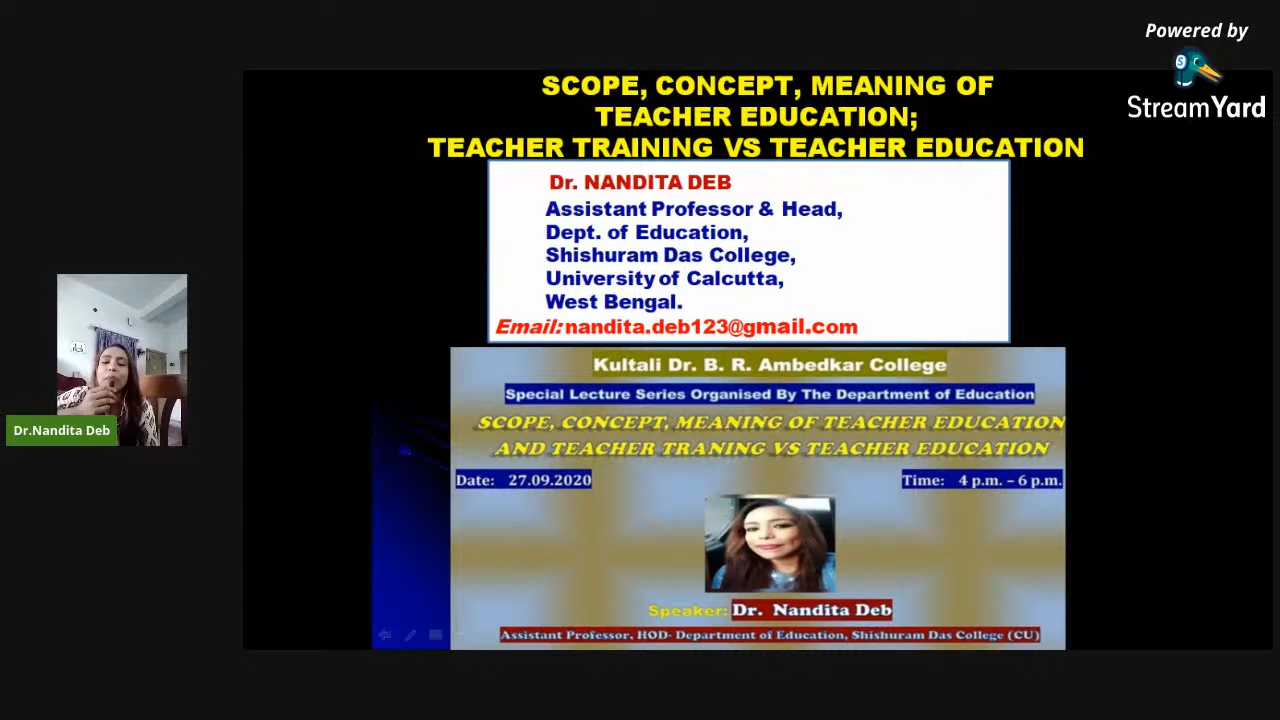 Powered by
StreamYard
SCOPE, CONCEPT, MEANING OF
TEACHER EDUCATION;
TEACHER TRAINING VS TEACHER EDUCATION
Dr. NANDITA DEB
Assistant Professor & Head,
Dept. of Education,
Shishuram Das College,
University of Calcutta,
West Bengal.
Email: nandita.deb123@gmail.com
Dr.Nandita Deb
Kultali Dr. B. R. Ambedkar College
Special Lecture Series Organised By The Department of Education
SCOPE, CONCEPT, MEANING OF TEACHER EDUCATION
AND TEACHER TRANING VS TEACHER EDUCATION
Date: 27.09.2020 Time: 4 p.m. – 6 p.m.
Speaker: Dr. Nandita Deb
Assistant Professor, HOD- Department of Education, Shishuram Das College (CU)